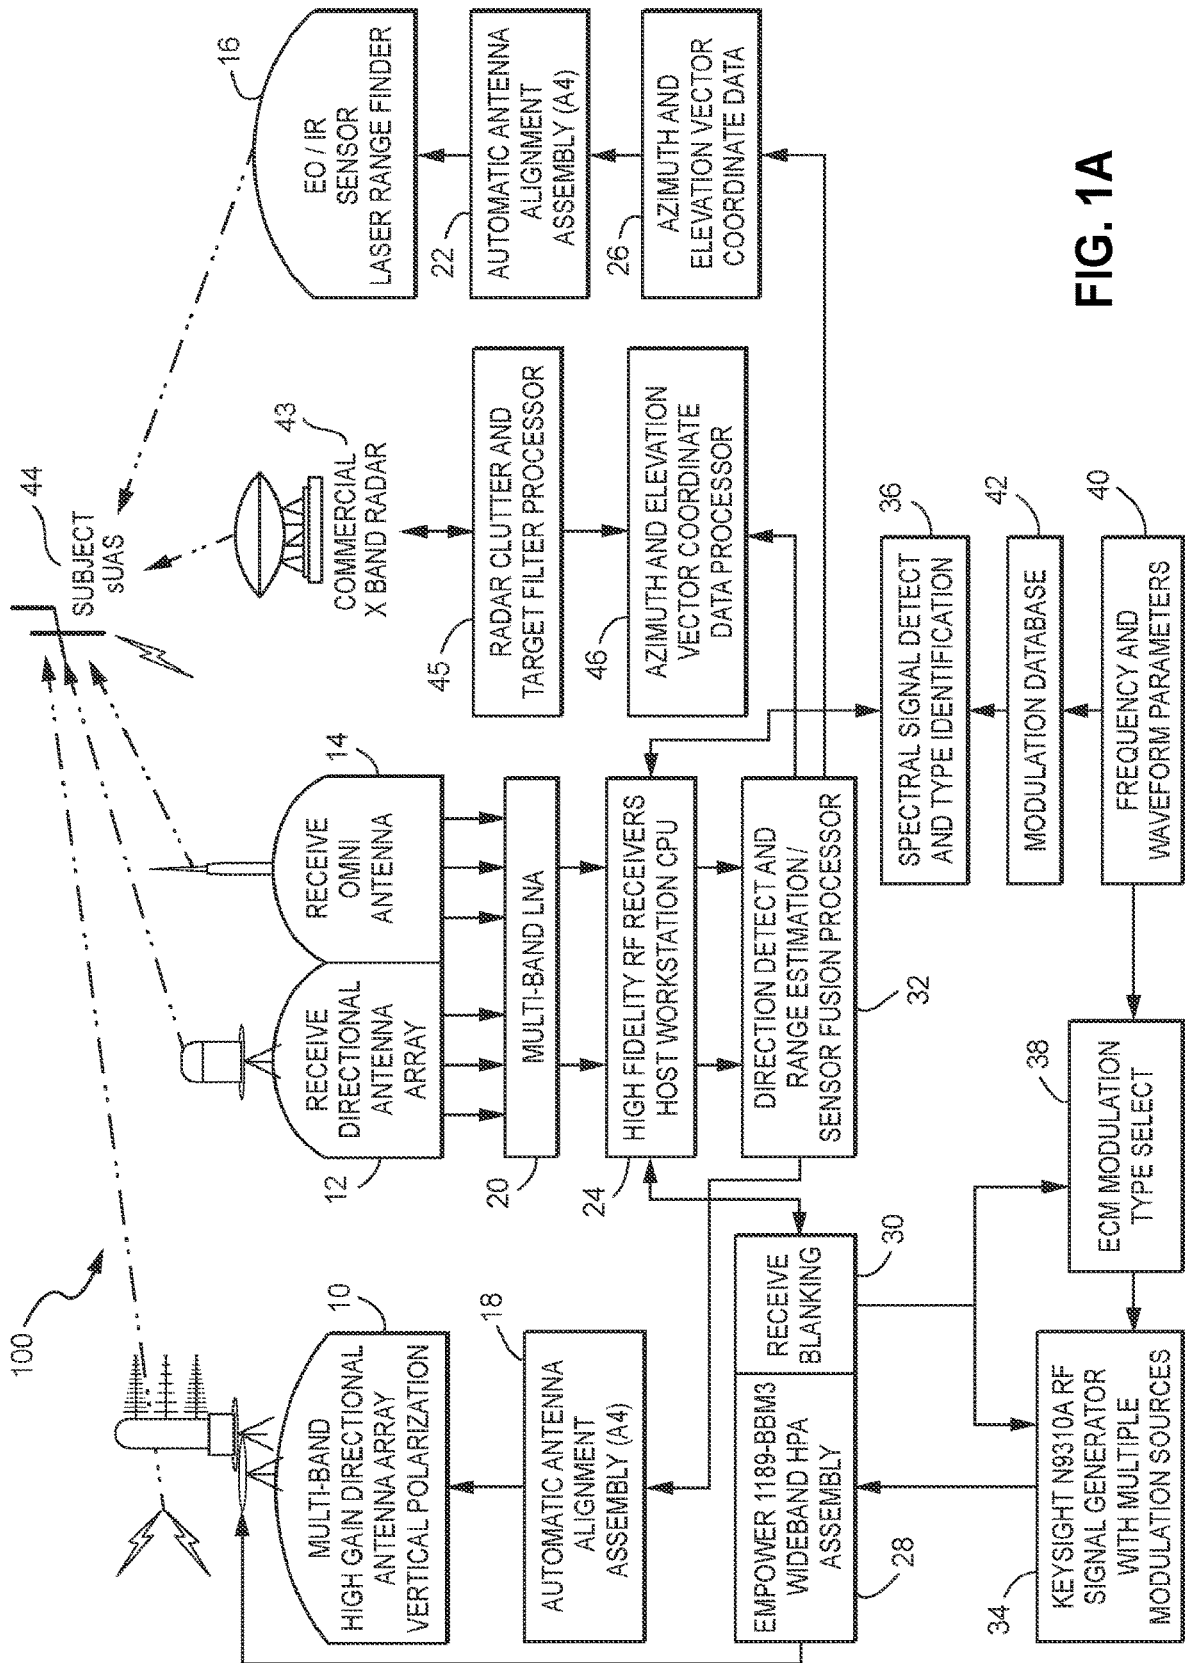 100
44
SUBJECT
sUAS
MULTI-BAND
HIGH GAIN DIRECTIONAL
ANTENNA ARRAY
VERTICAL POLARIZATION
10
RECEIVE
DIRECTIONAL
ANTENNA
ARRAY
12
RECEIVE
OMNI
ANTENNA
14
COMMERCIAL
X BAND RADAR
43
EO / IR
SENSOR
LASER RANGE FINDER
16
AUTOMATIC ANTENNA
ALIGNMENT
ASSEMBLY (A4)
18
MULTI-BAND LNA
20
RADAR CLUTTER AND
TARGET FILTER PROCESSOR
45
AUTOMATIC ANTENNA
ALIGNMENT
ASSEMBLY (A4)
22
HIGH FIDELITY RF RECEIVERS
HOST WORKSTATION CPU
24
AZIMUTH AND ELEVATION
VECTOR COORDINATE
DATA PROCESSOR
46
AZIMUTH AND
ELEVATION VECTOR
COORDINATE DATA
26
EMPOWER 1189-BBM3
WIDEBAND HPA
ASSEMBLY
28
RECEIVE
BLANKING
30
DIRECTION DETECT AND
RANGE ESTIMATION /
SENSOR FUSION PROCESSOR
32
SPECTRAL SIGNAL DETECT
AND TYPE IDENTIFICATION
36
MODULATION DATABASE
42
KEYSIGHT N9310A RF
SIGNAL GENERATOR
WITH MULTIPLE
MODULATION SOURCES
34
ECM MODULATION
TYPE SELECT
38
FREQUENCY AND
WAVEFORM PARAMETERS
40
FIG. 1A